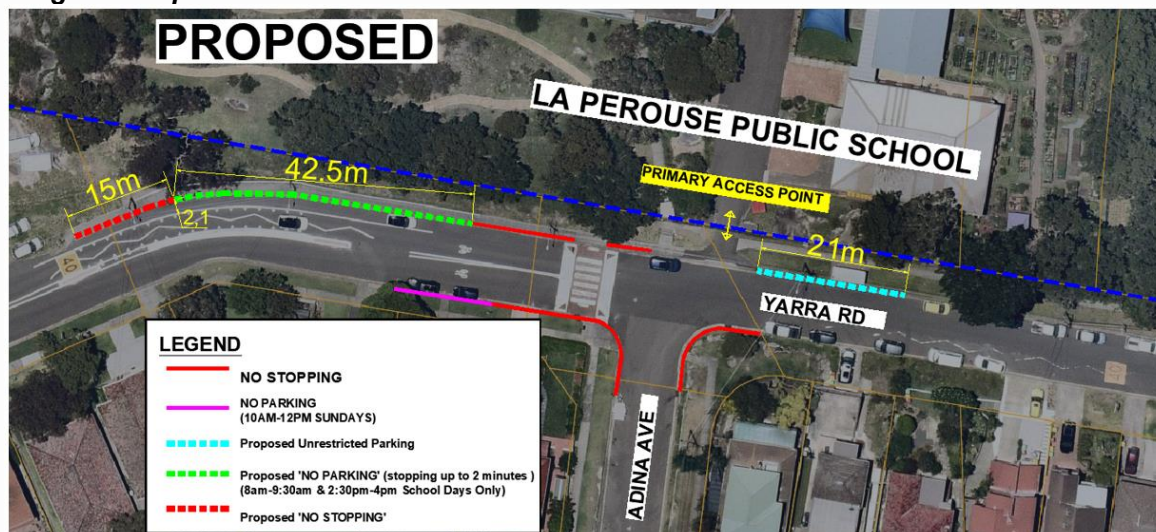 PROPOSED
LA PEROUSE PUBLIC SCHOOL
PRIMARY ACCESS POINT
15m
42.5m
2,1
21m
40
YARRA RD
ADINA AVE
LEGEND
NO STOPPING
NO PARKING
(10AM-12PM SUNDAYS)
Proposed Unrestricted Parking
Proposed 'NO PARKING' (stopping up to 2 minutes )
(8am-9:30am & 2:30pm-4pm School Days Only)
Proposed 'NO STOPPING'